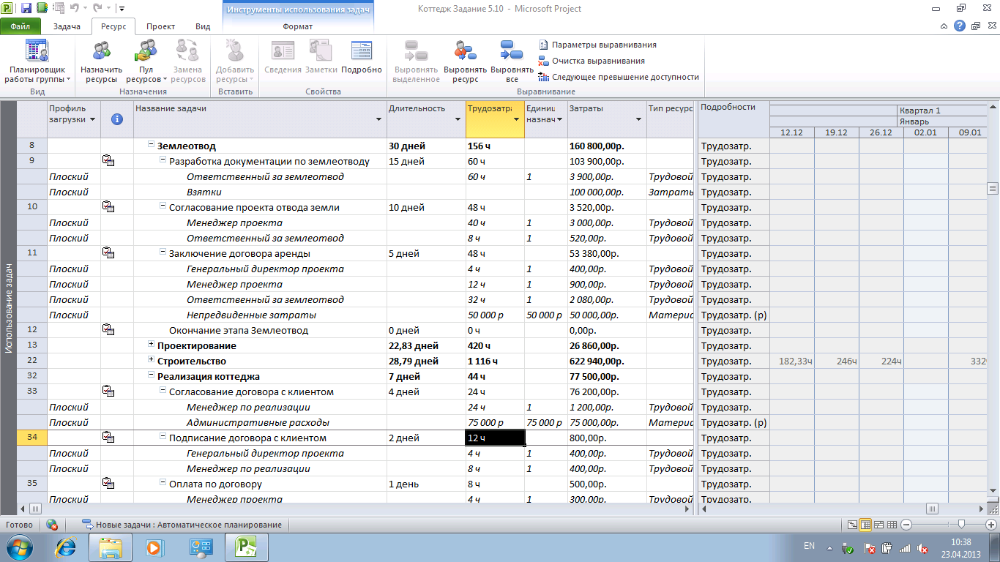 Инструменты использования задач
Коттедж Задание 5.10 - Microsoft Project
Файл Задача Ресурс Проект Вид Формат
Планировщик работы группы
Назначить ресурсы
Пул ресурсов
Замена ресурсов
Добавить ресурсы
Сведения
Заметки
Подробно
Выровнять выделенное
Выровнять ресурс
Выровнять все
Параметры выравнивания
Очистка выравнивания
Следующее превышение доступности
Вид Назначения Вставить Свойства Выравнивание
Использование задач
Профиль загрузки Название задачи Длительность Трудозатра Единиц назнач Затраты Тип ресурс Подробности
Квартал 1
Январь
12.12 19.12 26.12 02.01 09.01
8 Землеотвод 30 дней 156 ч 160 800,00р. Трудозатр.
9 Разработка документации по землеотводу 15 дней 60 ч 103 900,00р. Трудозатр.
Плоский Ответственный за землеотвод 60 ч 1 3 900,00р. Трудовой Трудозатр.
Плоский Взятки 100 000,00р. Затраты Трудозатр.
10 Согласование проекта отвода земли 10 дней 48 ч 3 520,00р. Трудозатр.
Плоский Менеджер проекта 40 ч 1 3 000,00р. Трудовой Трудозатр.
Плоский Ответственный за землеотвод 8 ч 1 520,00р. Трудовой Трудозатр.
11 Заключение договора аренды 5 дней 48 ч 53 380,00р. Трудозатр.
Плоский Генеральный директор проекта 4 ч 1 400,00р. Трудовой Трудозатр.
Плоский Менеджер проекта 12 ч 1 900,00р. Трудовой Трудозатр.
Плоский Ответственный за землеотвод 32 ч 1 2 080,00р. Трудовой Трудозатр.
Плоский Непредвиденные затраты 50 000 р 50 000 р 50 000,00р. Материа Трудозатр. (р)
12 Окончание этапа Землеотвод 0 дней 0 ч 0,00р. Трудозатр.
13 Проектирование 22,83 дней 420 ч 26 860,00р. Трудозатр.
22 Строительство 28,79 дней 1 116 ч 622 940,00р. Трудозатр. 182,33ч 246ч 224ч 332ч
32 Реализация коттеджа 7 дней 44 ч 77 500,00р. Трудозатр.
33 Согласование договора с клиентом 4 дней 24 ч 76 200,00р. Трудозатр.
Плоский Менеджер по реализации 24 ч 1 1 200,00р. Трудовой Трудозатр.
Плоский Административные расходы 75 000 р 75 000 р 75 000,00р. Материа Трудозатр. (р)
34 Подписание договора с клиентом 2 дней 12 ч 800,00р. Трудозатр.
Плоский Генеральный директор проекта 4 ч 1 400,00р. Трудовой Трудозатр.
Плоский Менеджер по реализации 8 ч 1 400,00р. Трудовой Трудозатр.
35 Оплата по договору 1 день 8 ч 500,00р. Трудозатр.
Плоский Менеджер проекта 4 ч 1 300,00р. Трудовой Трудозатр.
Готово Новые задачи : Автоматическое планирование
EN 10:38
23.04.2013